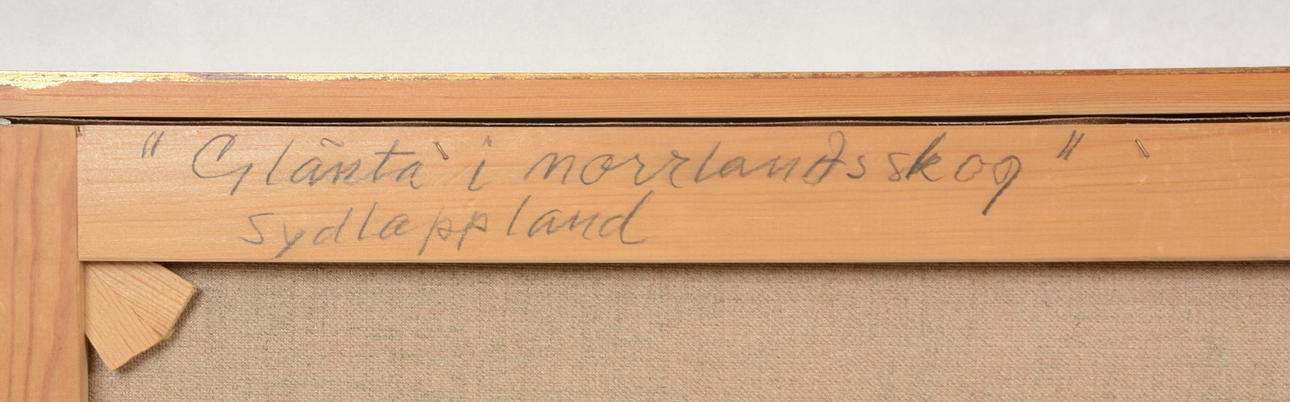 "Glänta i norrlandsskog"
sydlappland